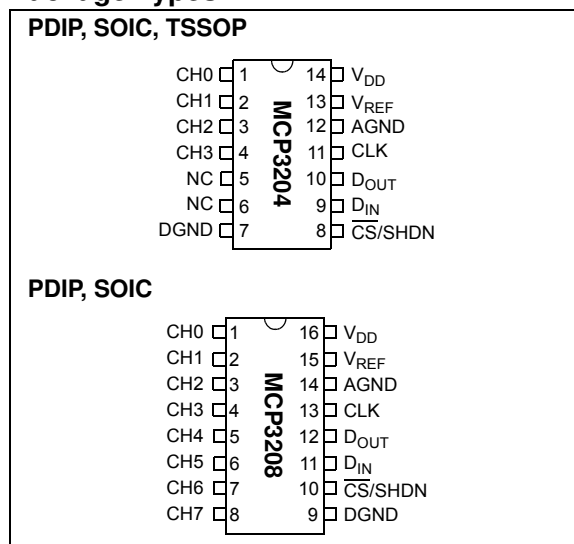 PDIP, SOIC, TSSOP
CH0 1 14 VDD
CH1 2 13 VREF
CH2 3 12 AGND
CH3 4 11 CLK
NC 5 10 DOUT
NC 6 9 DIN
DGND 7 8 CS/SHDN
MCP3204
PDIP, SOIC
CH0 1 16 VDD
CH1 2 15 VREF
CH2 3 14 AGND
CH3 4 13 CLK
CH4 5 12 DOUT
CH5 6 11 DIN
CH6 7 10 CS/SHDN
CH7 8 9 DGND
MCP3208